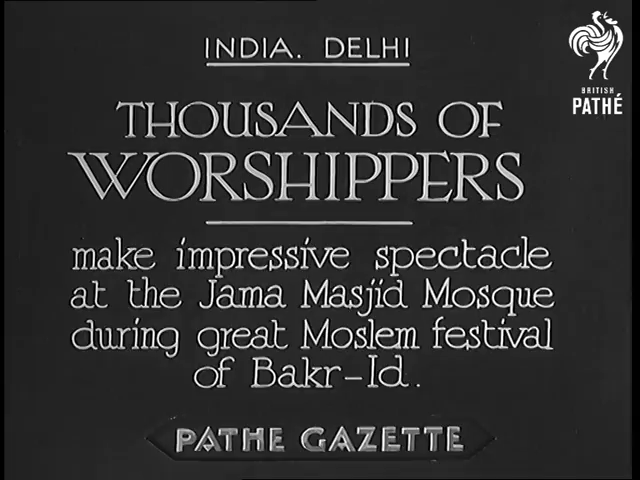 INDIA. DELHI
BRITISH
PATHÉ
THOUSANDS OF
WORSHIPPERS
make impressive spectacle
at the Jama Masjid Mosque
during great Moslem festival
of Bakr-Id.
PATHE GAZETTE